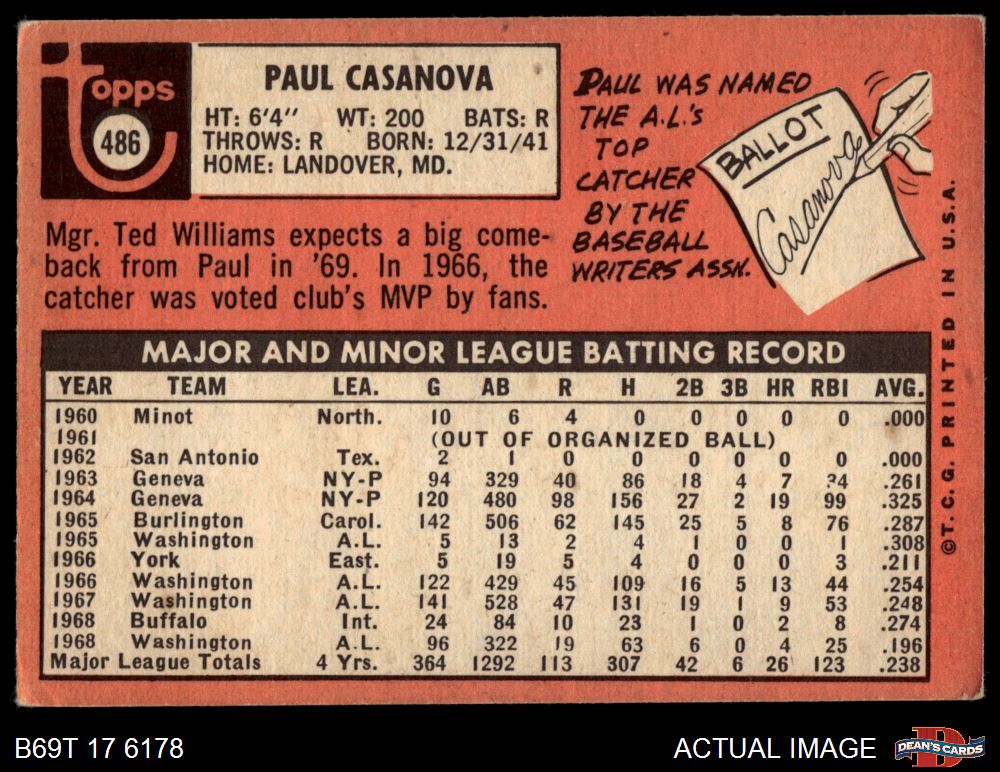 topps
486
PAUL CASANOVA
HT: 6'4" WT: 200 BATS: R
THROWS: R BORN: 12/31/41
HOME: LANDOVER, MD.
Mgr. Ted Williams expects a big come-
back from Paul in '69. In 1966, the
catcher was voted club's MVP by fans.
PAUL WAS NAMED
THE A.L.'S
TOP
CATCHER
BY THE
BASEBALL
WRITERS ASSN.
BALLOT
Casanova
MAJOR AND MINOR LEAGUE BATTING RECORD
YEAR TEAM LEA. G AB R H 2B 3B HR RBI AVG.
1960 Minot North. 10 6 4 0 0 0 0 0 .000
1961 (OUT OF ORGANIZED BALL)
1962 San Antonio Tex. 2 1 0 0 0 0 0 0 .000
1963 Geneva NY-P 94 329 40 86 18 4 7 34 .261
1964 Geneva NY-P 120 480 98 156 27 2 19 99 .325
1965 Burlington Carol. 142 506 62 145 25 5 8 76 .287
1965 Washington A.L. 5 13 2 4 1 0 0 1 .308
1966 York East. 5 19 5 4 0 0 0 3 .211
1966 Washington A.L. 122 429 45 109 16 5 13 44 .254
1967 Washington A.L. 141 528 47 131 19 1 9 53 .248
1968 Buffalo Int. 24 84 10 23 1 0 2 8 .274
1968 Washington A.L. 96 322 19 63 6 0 4 25 .196
Major League Totals 4 Yrs. 364 1292 113 307 42 6 26 123 .238
©T. C. G. PRINTED IN U.S.A.
B69T 17 6178
ACTUAL IMAGE
D
DEAN'S CARDS